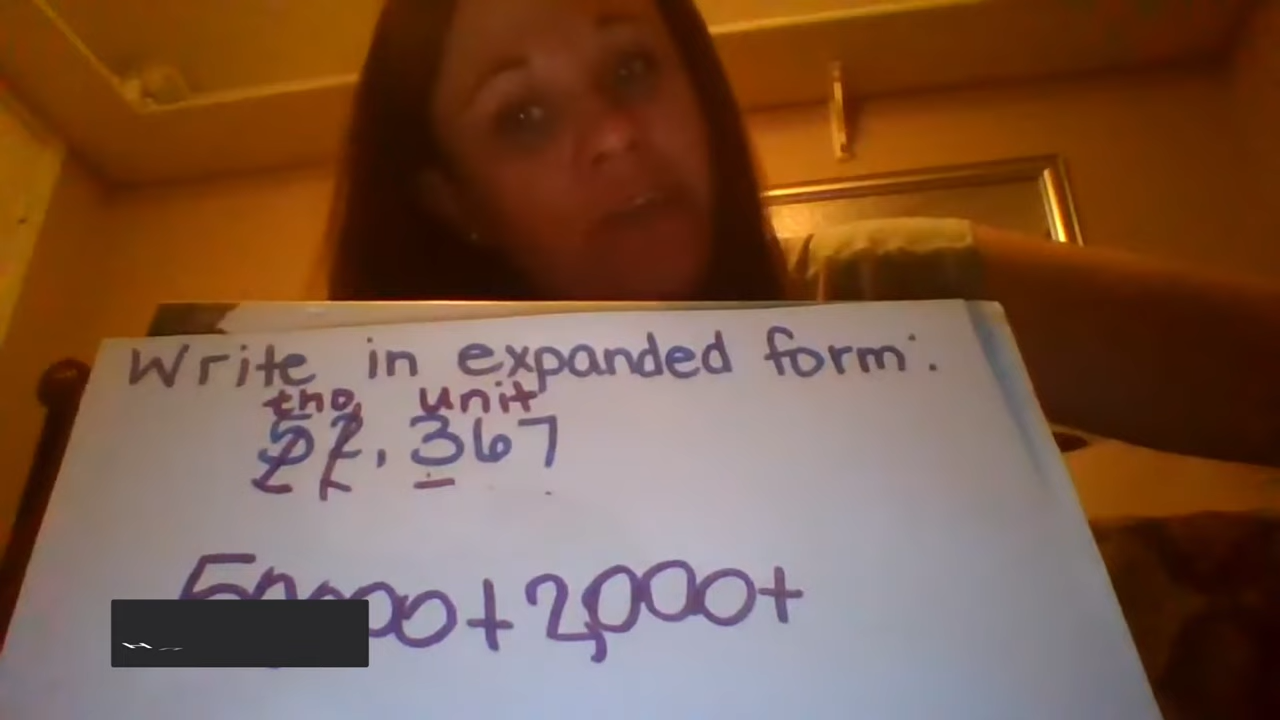 Write in expanded form:
tho. unit
52,367
50,000+2,000+